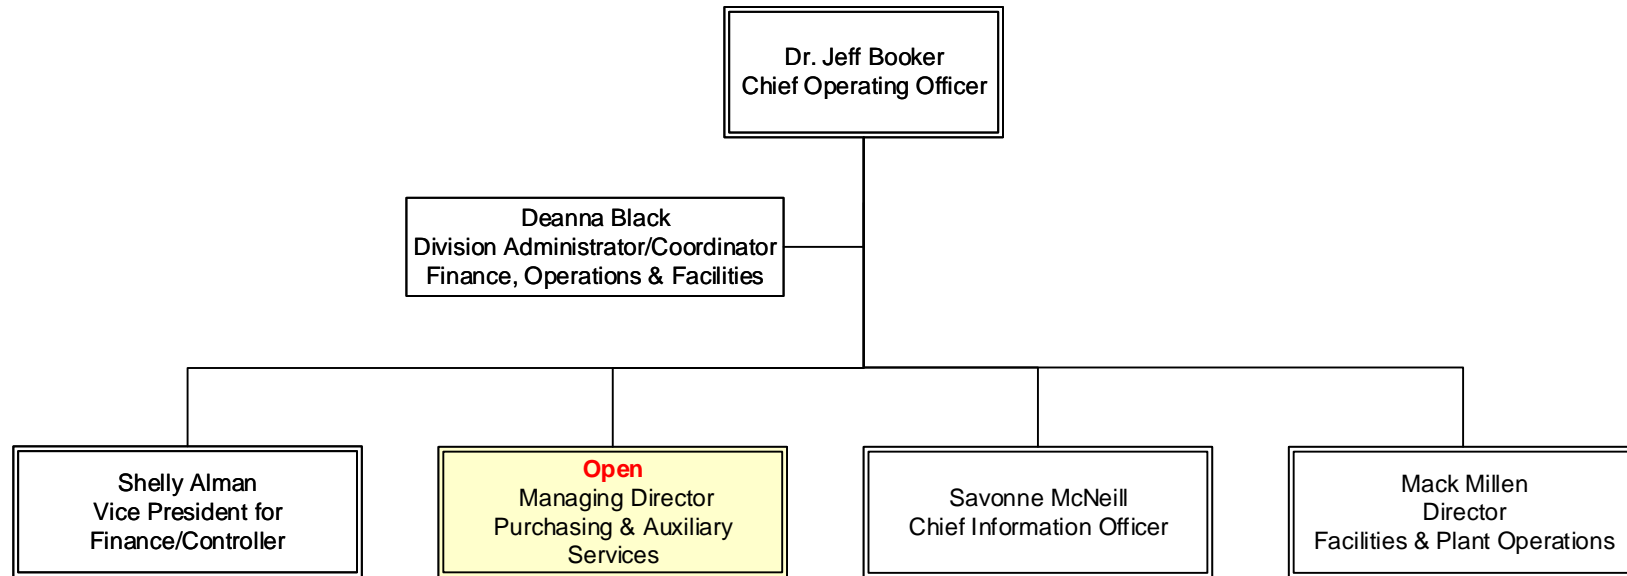 Dr. Jeff Booker
Chief Operating Officer
Deanna Black
Division Administrator/Coordinator
Finance, Operations & Facilities
Shelly Alman
Vice President for
Finance/Controller
Open
Managing Director
Purchasing & Auxiliary
Services
Savonne McNeill
Chief Information Officer
Mack Millen
Director
Facilities & Plant Operations